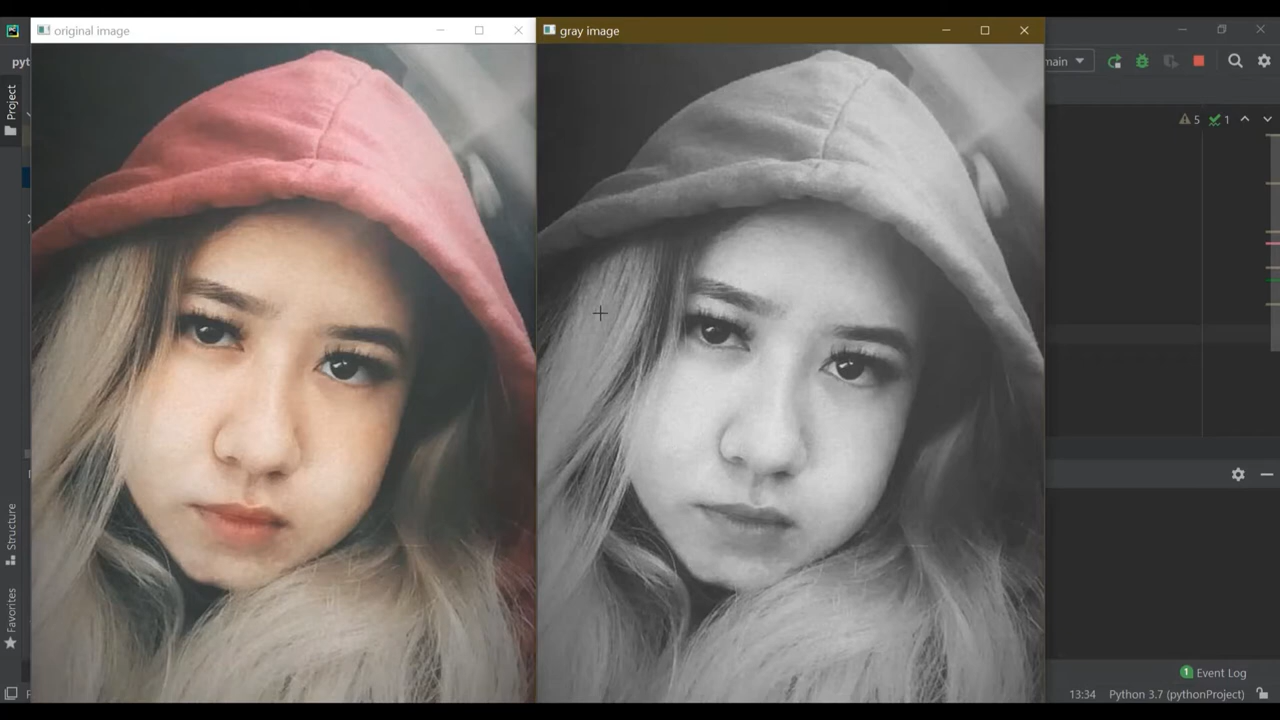 original image
gray image
pyt
main
Project
5
1
Structure
Favorites
1 Event Log
13:34
Python 3.7 (pythonProject)